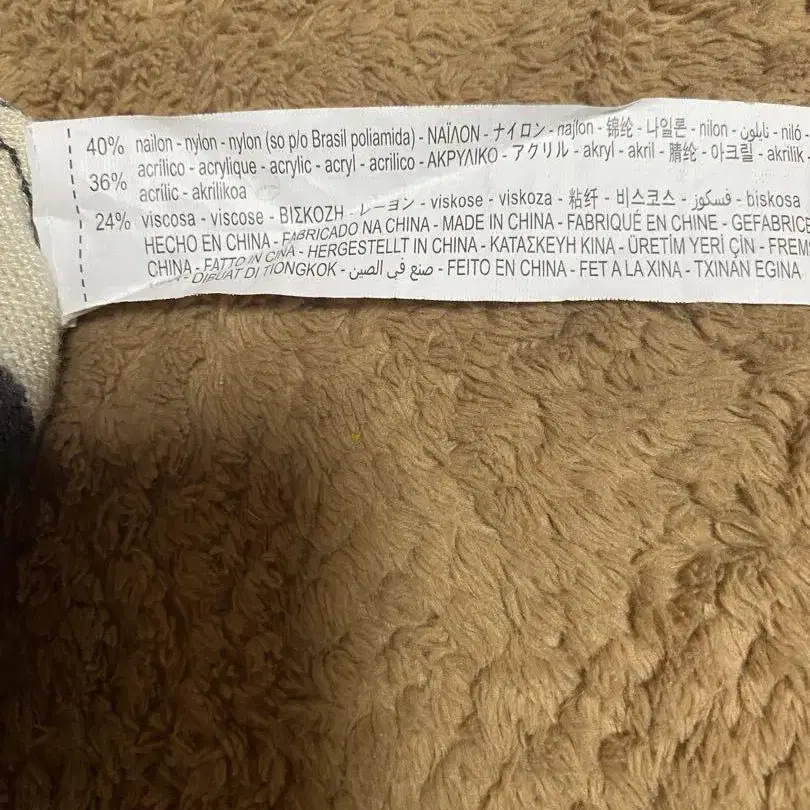 40% nailon - nylon - nylon (so p/o Brasil poliamida) - ΝΑΪΛΟΝ - ナイロン - najlon - 锦纶 - 나일론 - nilon - نايلون - niló
36% acrílico - acrylique - acrylic - acryl - acrilico - ΑΚΡΥΛΙΚΟ - アクリル - akryl - akril - 腈纶 - 아크릴 - akrilik -
acrílic - akrilikoa
24% viscosa - viscose - ΒΙΣΚΟΖΗ - レーヨン - viskose - viskoza - 粘纤 - 비스코스 - فسكوز - biskosa
HECHO EN CHINA - FABRICADO NA CHINA - MADE IN CHINA - FABRIQUÉ EN CHINE - GEFABRICE
CHINA - FATTO IN CINA - HERGESTELLT IN CHINA - ΚΑΤΑΣΚΕΥΗ ΚΙΝΑ - ÜRETİM YERİ ÇİN - FREMS
- DIBUAT DI TIONGKOK - صنع في الصين - FEITO EN CHINA - FET A LA XINA - TXINAN EGINA